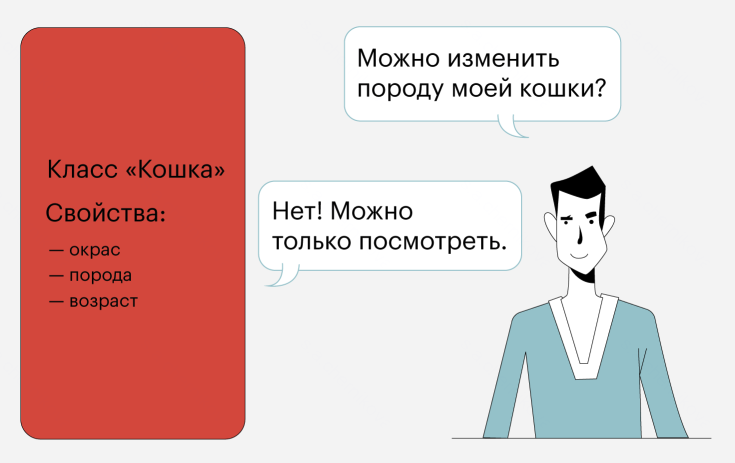 Можно изменить
породу моей кошки?
Класс «Кошка»
Свойства:
— окрас
— порода
— возраст
Нет! Можно
только посмотреть.